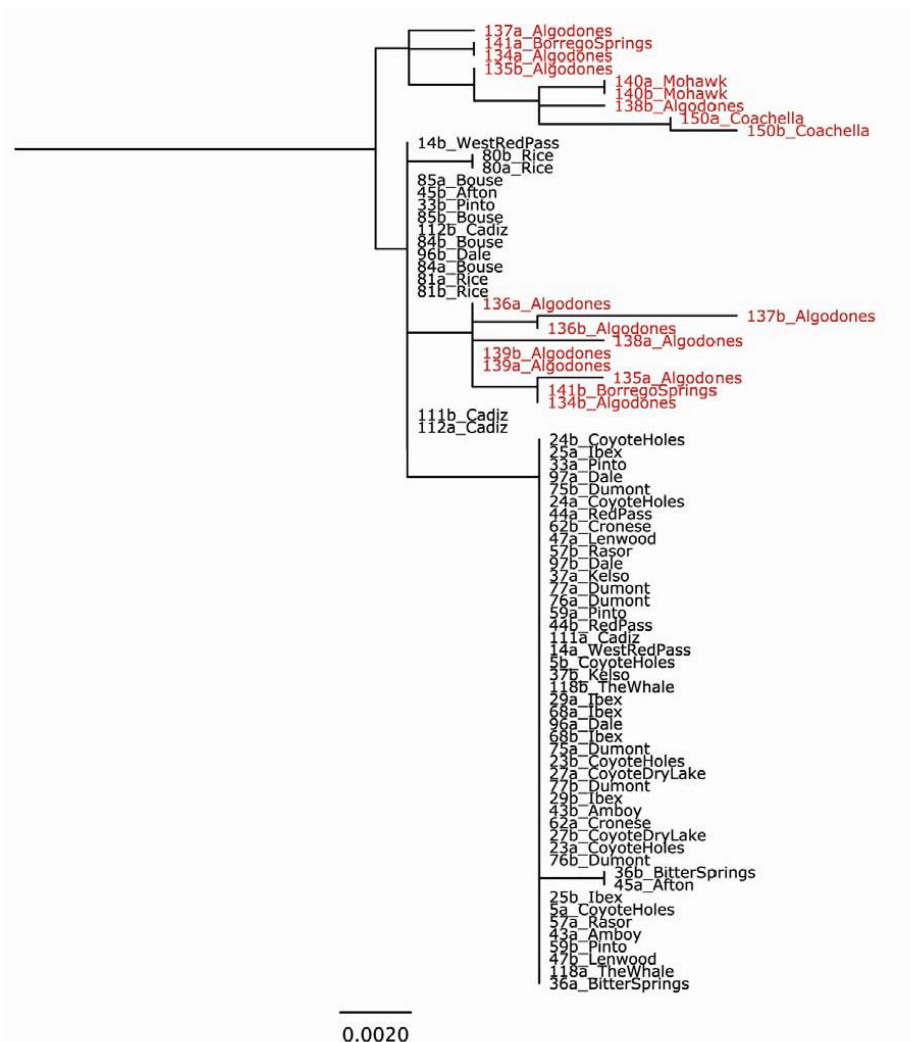 137a_Algodones
141a_BorregoSprings
134a_Algodones
135b_Algodones
140a_Mohawk
140b_Mohawk
138b_Algodones
150a_Coachella
150b_Coachella
14b_WestRedPass
80b_Rice
80a_Rice
85a_Bouse
45b_Afton
33b_Pinto
85b_Bouse
112b_Cadiz
84b_Bouse
96b_Dale
84a_Bouse
81a_Rice
81b_Rice
136a_Algodones
137b_Algodones
136b_Algodones
138a_Algodones
139b_Algodones
139a_Algodones
135a_Algodones
141b_BorregoSprings
134b_Algodones
111b_Cadiz
112a_Cadiz
24b_CoyoteHoles
25a_Ibex
33a_Pinto
97a_Dale
75b_Dumont
24a_CoyoteHoles
44a_RedPass
62b_Cronese
47a_Lenwood
57b_Rasor
97b_Dale
37a_Kelso
77a_Dumont
76a_Dumont
59a_Pinto
44b_RedPass
111a_Cadiz
14a_WestRedPass
5b_CoyoteHoles
37b_Kelso
118b_TheWhale
29a_Ibex
68a_Ibex
96a_Dale
68b_Ibex
75a_Dumont
23b_CoyoteHoles
27a_CoyoteDryLake
77b_Dumont
29b_Ibex
43b_Amboy
62a_Cronese
27b_CoyoteDryLake
23a_CoyoteHoles
76b_Dumont
36b_BitterSprings
45a_Afton
25b_Ibex
5a_CoyoteHoles
57a_Rasor
43a_Amboy
59b_Pinto
47b_Lenwood
118a_TheWhale
36a_BitterSprings
0.0020